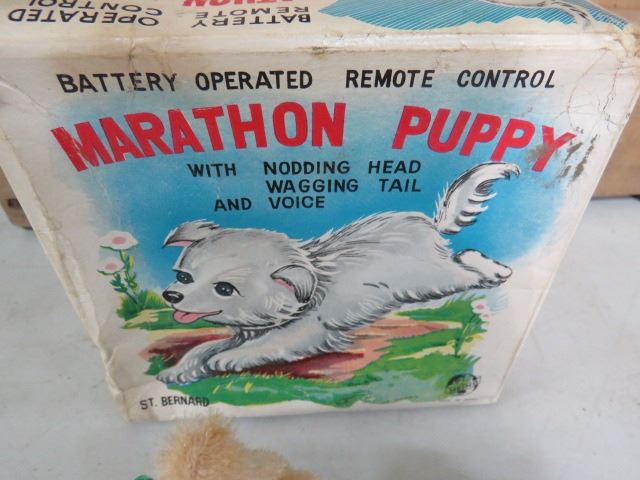 BATTERY
REMOTE
OPERATED
CONTROL
BATTERY OPERATED REMOTE CONTROL
MARATHON PUPPY
WITH NODDING HEAD
WAGGING TAIL
AND VOICE
ST. BERNARD